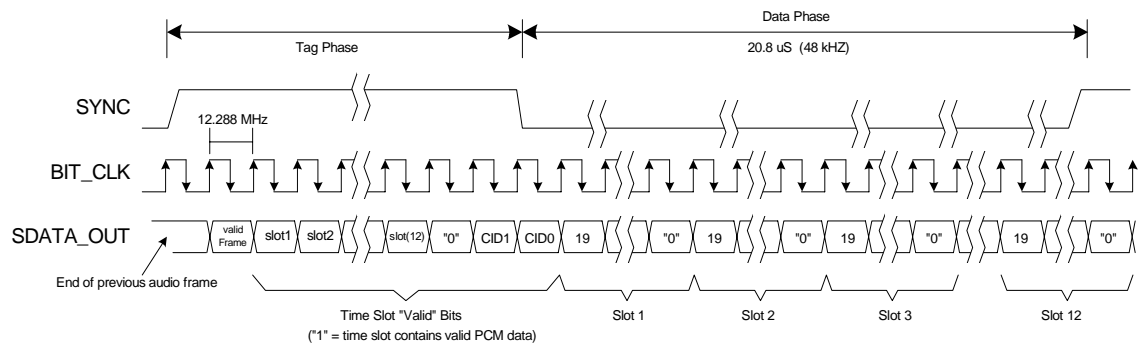 Tag Phase
Data Phase
20.8 uS (48 kHZ)
SYNC
12.288 MHz
BIT_CLK
SDATA_OUT
valid
Frame
slot1
slot2
slot(12)
"0"
CID1
CID0
19
"0"
19
"0"
19
"0"
19
"0"
End of previous audio frame
Time Slot "Valid" Bits
("1" = time slot contains valid PCM data)
Slot 1
Slot 2
Slot 3
Slot 12